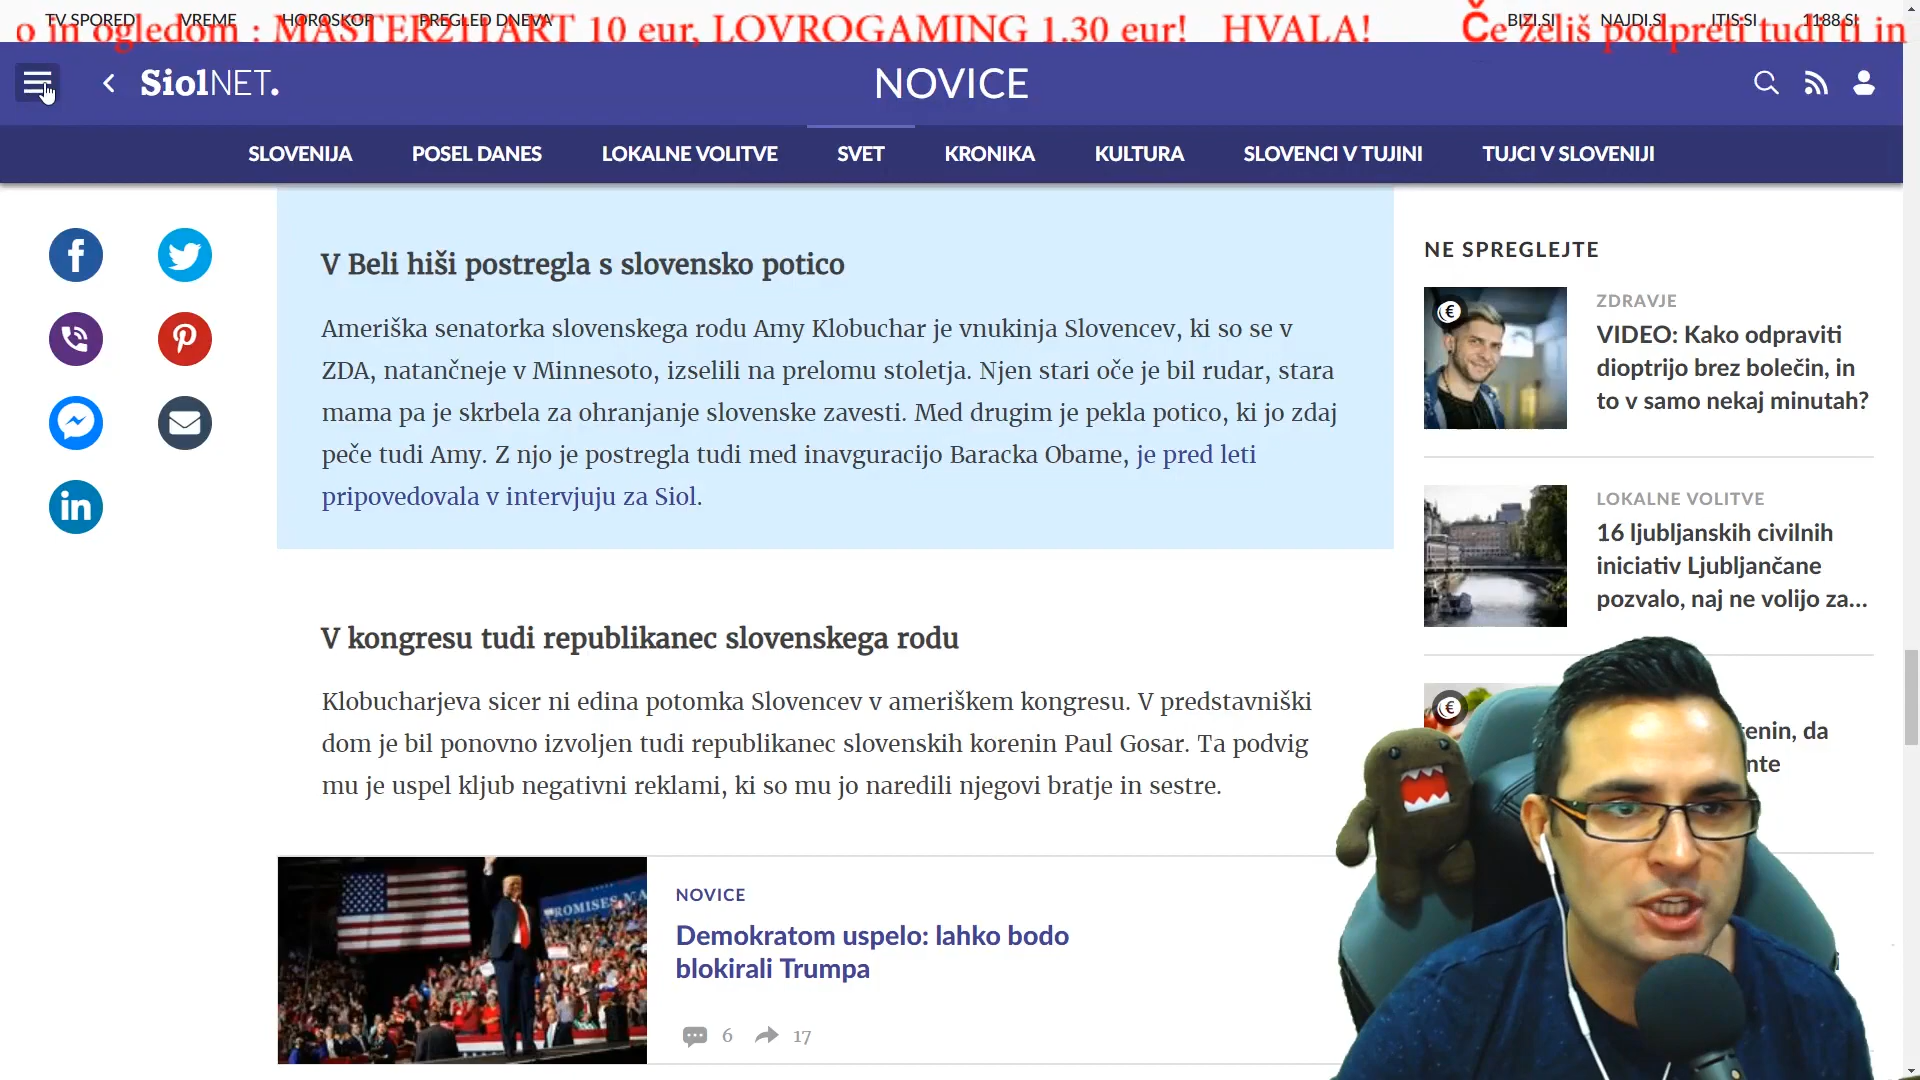 TV SPORED VREME HOROSKOP PREGLED DNEVA BIZI.SI NAJDI.SI ITIS.SI 1188.SI
o in ogledom : MASTER2HART 10 eur, LOVROGAMING 1.30 eur! HVALA! Če želiš podpreti tudi ti in
SiolNET. NOVICE
SLOVENIJA POSEL DANES LOKALNE VOLITVE SVET KRONIKA KULTURA SLOVENCI V TUJINI TUJCI V SLOVENIJI
V Beli hiši postregla s slovensko potico
Ameriška senatorka slovenskega rodu Amy Klobuchar je vnukinja Slovencev, ki so se v
ZDA, natančneje v Minnesoto, izselili na prelomu stoletja. Njen stari oče je bil rudar, stara
mama pa je skrbela za ohranjanje slovenske zavesti. Med drugim je pekla potico, ki jo zdaj
peče tudi Amy. Z njo je postregla tudi med inavguracijo Baracka Obame, je pred leti
pripovedovala v intervjuju za Siol.
V kongresu tudi republikanec slovenskega rodu
Klobucharjeva sicer ni edina potomka Slovencev v ameriškem kongresu. V predstavniški
dom je bil ponovno izvoljen tudi republikanec slovenskih korenin Paul Gosar. Ta podvig
mu je uspel kljub negativni reklami, ki so mu jo naredili njegovi bratje in sestre.
NOVICE
Demokratom uspelo: lahko bodo
blokirali Trumpa
6 17
NE SPREGLEJTE
ZDRAVJE
VIDEO: Kako odpraviti
dioptrijo brez bolečin, in
to v samo nekaj minutah?
LOKALNE VOLITVE
16 ljubljanskih civilnih
iniciativ Ljubljančane
pozvalo, naj ne volijo za...
da